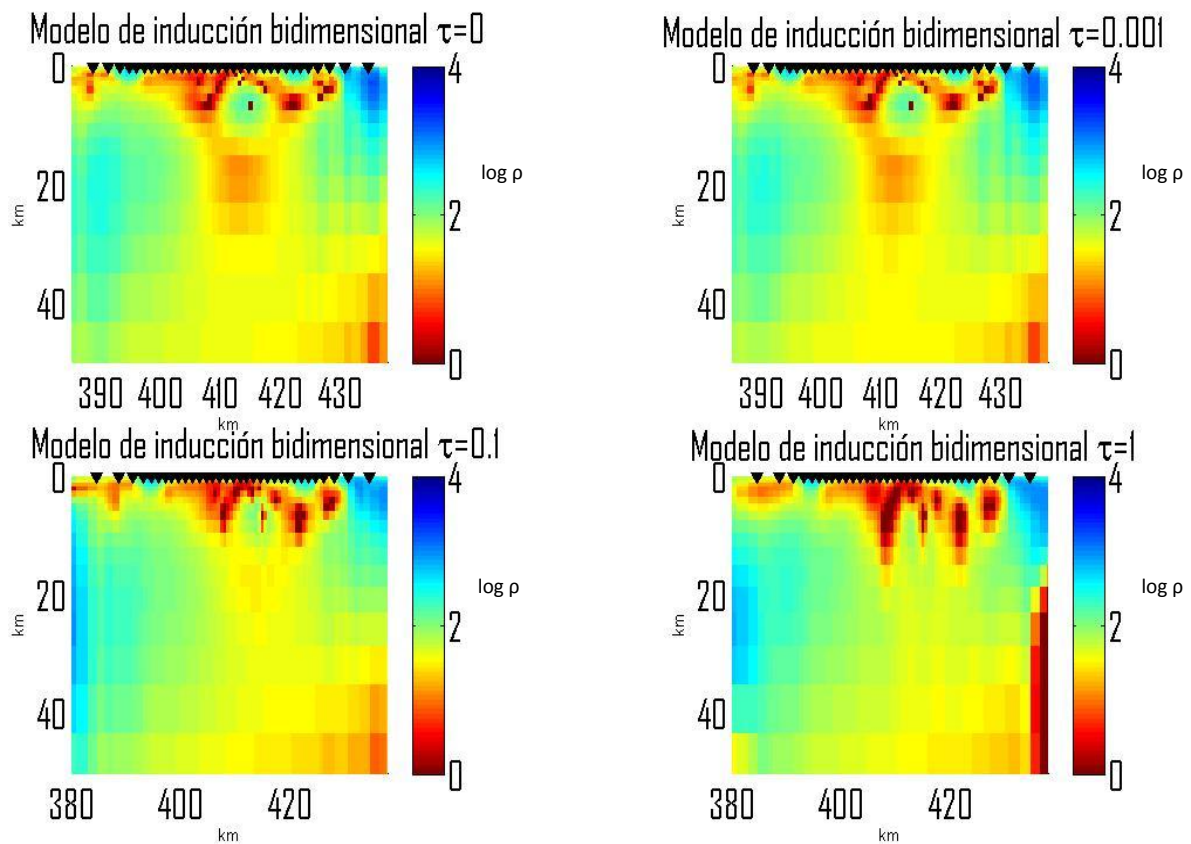 Modelo de inducción bidimensional τ=0
0
20
40
km
390 400 410 420 430
km
4
2
0
log ρ
Modelo de inducción bidimensional τ=0.001
0
20
40
km
390 400 410 420 430
km
4
2
0
log ρ
Modelo de inducción bidimensional τ=0.1
0
20
40
km
380 400 420
km
4
2
0
log ρ
Modelo de inducción bidimensional τ=1
0
20
40
km
380 400 420
km
4
2
0
log ρ